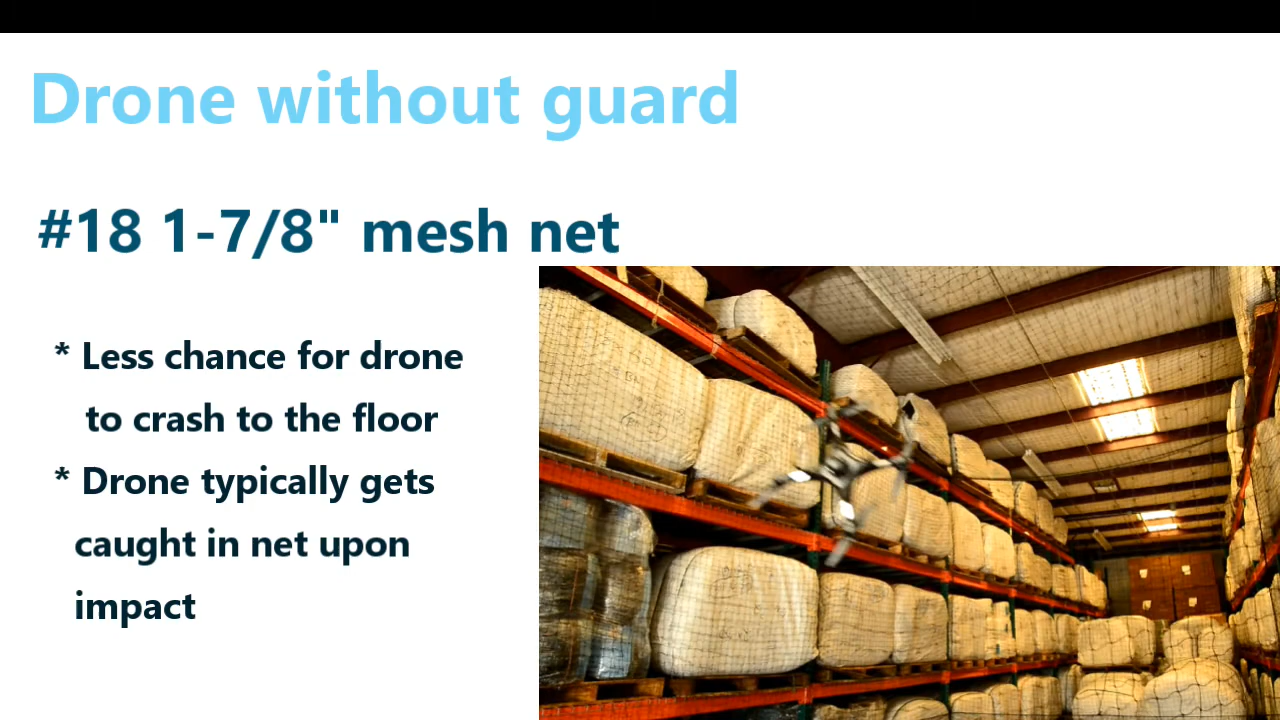 Drone without guard
#18 1-7/8" mesh net
* Less chance for drone
to crash to the floor
* Drone typically gets
caught in net upon
impact